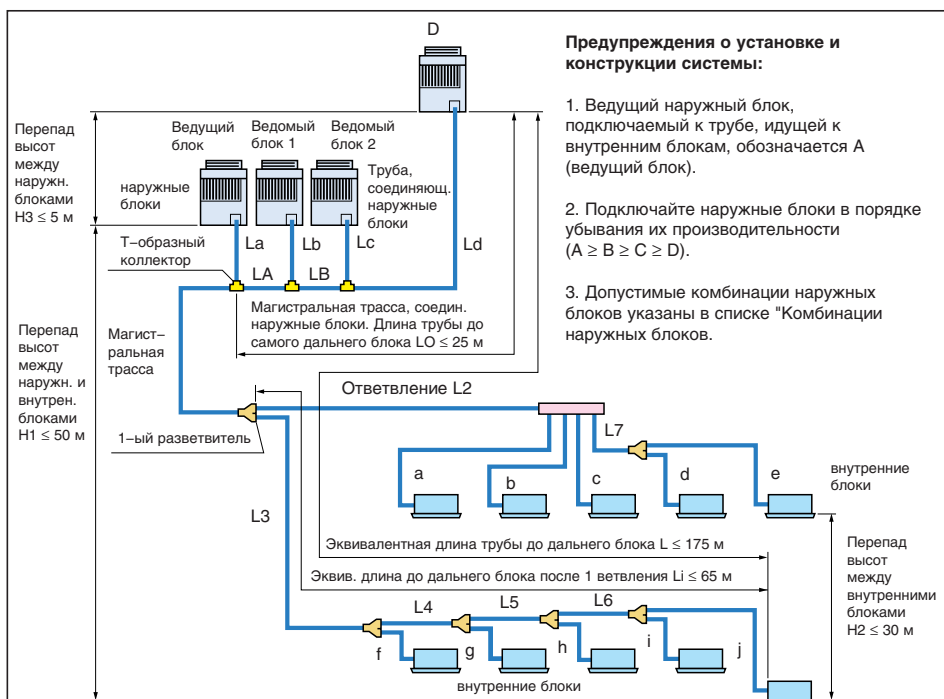 D
Предупреждения о установке и
конструкции системы:
1. Ведущий наружный блок,
подключаемый к трубе, идущей к
внутренним блокам, обозначается А
(ведущий блок).
2. Подключайте наружные блоки в порядке
убывания их производительности
(A ≥ B ≥ C ≥ D).
3. Допустимые комбинации наружных
блоков указаны в списке "Комбинации
наружных блоков.
Перепад
высот
между
наружн.
блоками
H3 ≤ 5 м
Ведущий
блок
Ведомый
блок 1
Ведомый
блок 2
наружные
блоки
Труба,
соединяющ.
наружные
блоки
La
Lb
Lc
Ld
Т−образный
коллектор
LA
LB
Магистральная трасса, соедин.
наружные блоки. Длина трубы до
самого дальнего блока LO ≤ 25 м
Перепад
высот
между
наружн. и
внутрен.
блоками
H1 ≤ 50 м
Магист−
ральная
трасса
Ответвление L2
1−ый разветвитель
L7
a
b
c
d
e
внутренние
блоки
L3
Эквивалентная длина трубы до дальнего блока L ≤ 175 м
Эквив. длина до дальнего блока после 1 ветвления Li ≤ 65 м
Перепад
высот
между
внутренними
блоками
H2 ≤ 30 м
L4
L5
L6
f
g
h
i
j
внутренние блоки